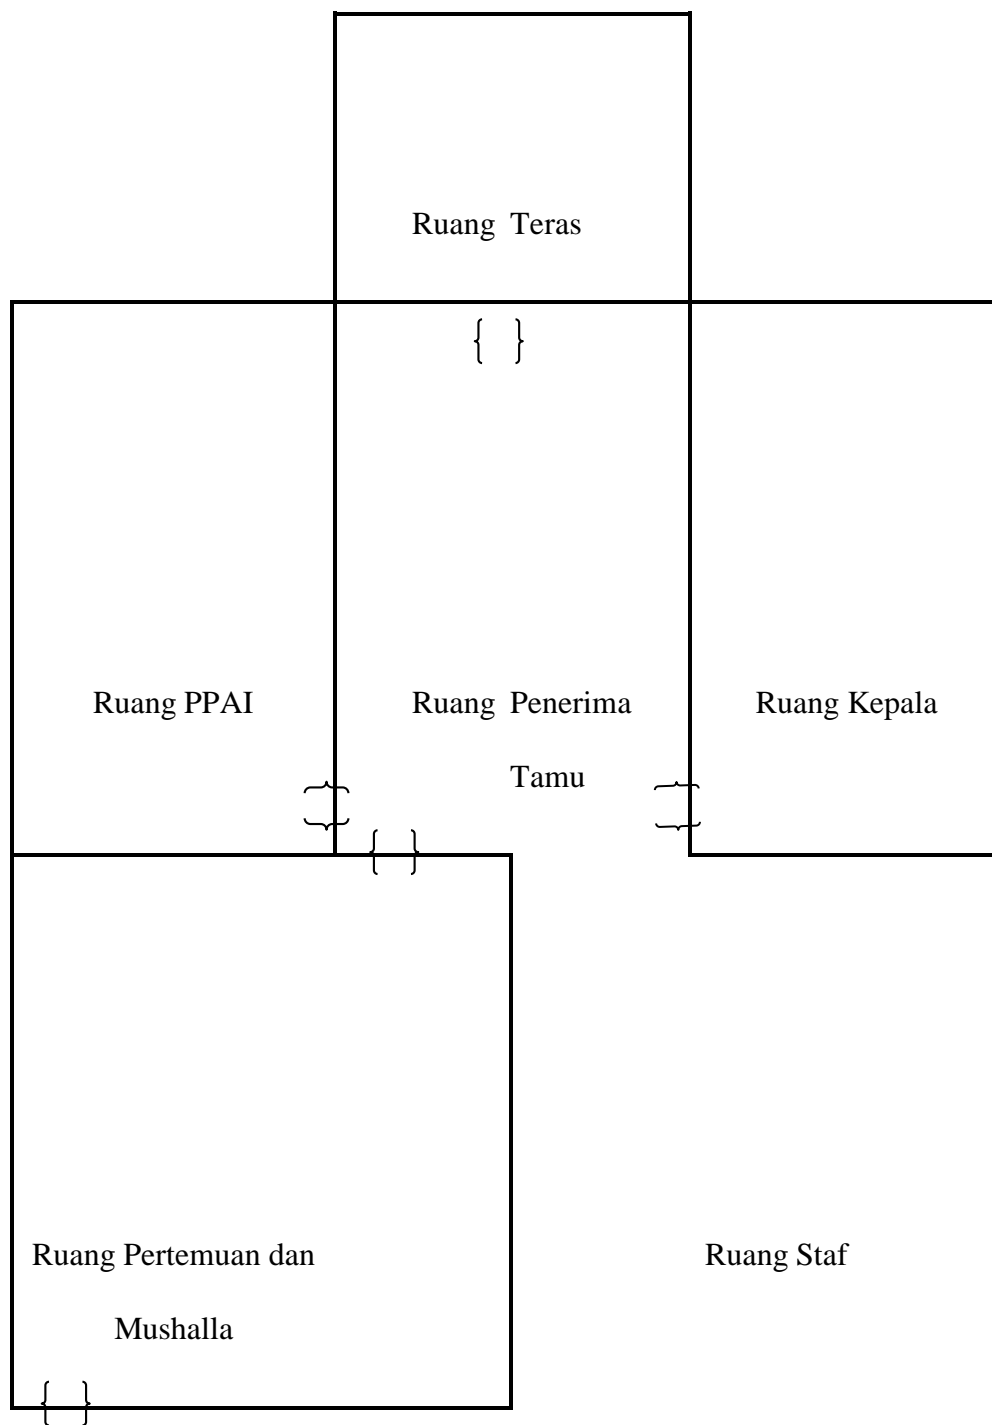 Ruang Teras
Ruang PPAI
Ruang Penerima
Tamu
Ruang Kepala
Ruang Pertemuan dan
Mushalla
Ruang Staf